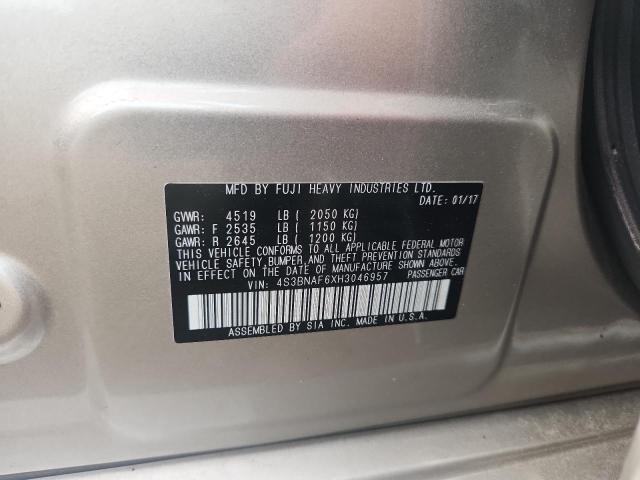 MFD BY FUJI HEAVY INDUSTRIES LTD.
DATE: 01/17
GVWR: 4519 LB ( 2050 KG)
GAWR: F 2535 LB ( 1150 KG)
GAWR: R 2645 LB ( 1200 KG)
THIS VEHICLE CONFORMS TO ALL APPLICABLE FEDERAL MOTOR
VEHICLE SAFETY, BUMPER, AND THEFT PREVENTION STANDARDS
IN EFFECT ON THE DATE OF MANUFACTURE SHOWN ABOVE.
VIN: 4S3BNAF6XH3046957 PASSENGER CAR
ASSEMBLED BY SIA INC. MADE IN U.S.A.